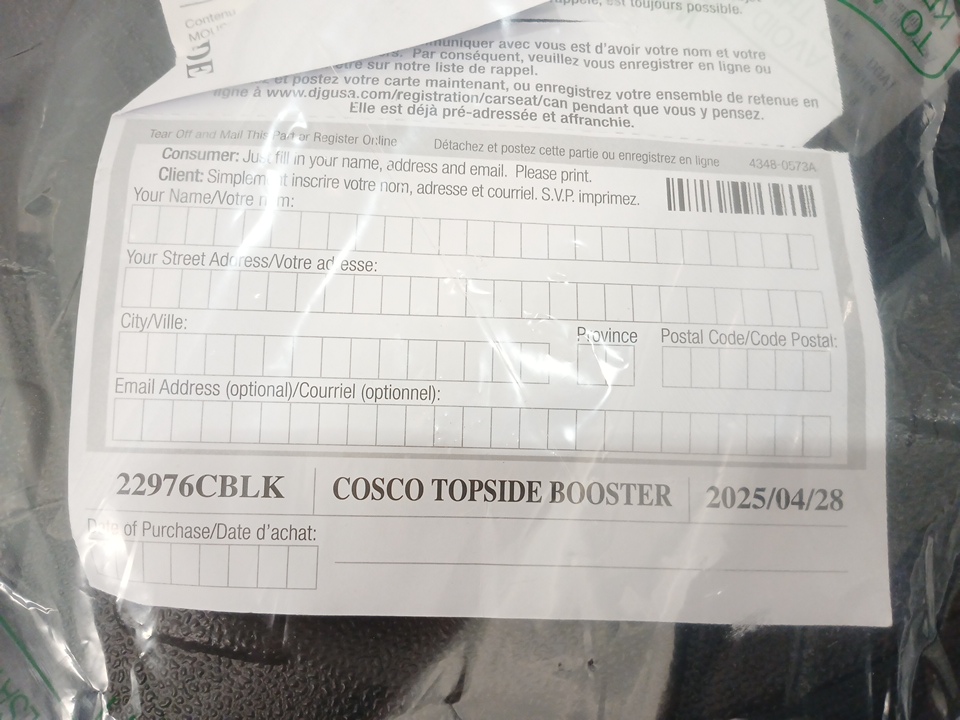 Contenu
DE
est toujours possible.
avec vous est d'avoir votre nom et votre
Par conséquent, veuillez vous enregistrer en ligne ou
sur notre liste de rappel.
et postez votre carte maintenant, ou enregistrez votre ensemble de retenue en
ligne à www.djgusa.com/registration/carseat/can pendant que vous y pensez.
Elle est déjà pré-adressée et affranchie.
Tear Off and Mail This Part or Register Online Détachez et postez cette partie ou enregistrez en ligne 4348-0573A
Consumer: Just fill in your name, address and email. Please print.
Client: Simplement inscrire votre nom, adresse et courriel. S.V.P. imprimez.
Your Name/Votre nom:
Your Street Address/Votre adresse:
City/Ville: Province Postal Code/Code Postal:
Email Address (optional)/Courriel (optionnel):
22976CBLK COSCO TOPSIDE BOOSTER 2025/04/28
Date of Purchase/Date d'achat: